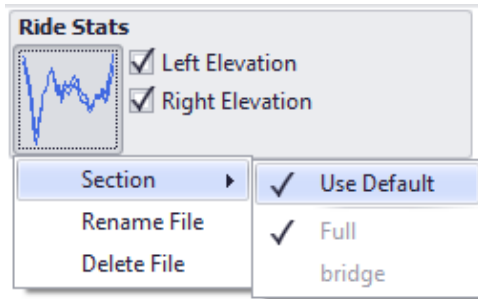 Ride Stats
Left Elevation
Right Elevation
Section
Use Default
Rename File
Full
Delete File
bridge